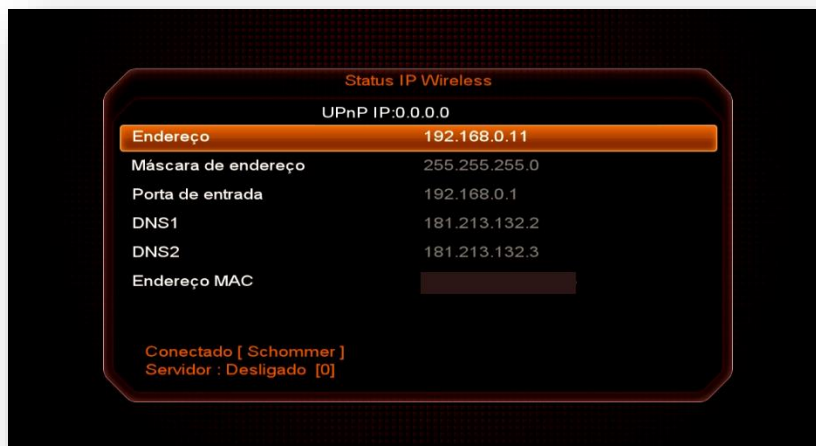 Status IP Wireless
UPnP IP:0.0.0.0
Endereço 192.168.0.11
Máscara de endereço 255.255.255.0
Porta de entrada 192.168.0.1
DNS1 181.213.132.2
DNS2 181.213.132.3
Endereço MAC
Conectado [ Schommer ]
Servidor : Desligado [0]